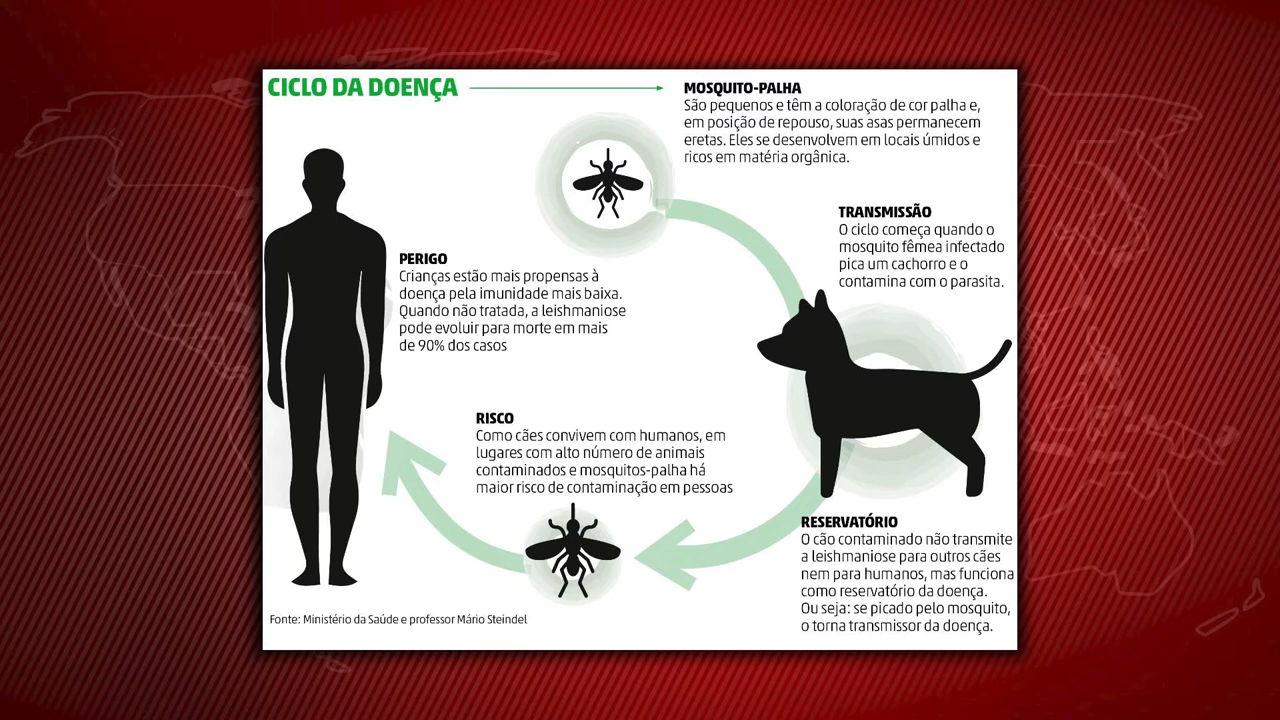 CICLO DA DOENÇA
MOSQUITO-PALHA
São pequenos e têm a coloração de cor palha e,
em posição de repouso, suas asas permanecem
eretas. Eles se desenvolvem em locais úmidos e
ricos em matéria orgânica.
TRANSMISSÃO
O ciclo começa quando o
mosquito fêmea infectado
pica um cachorro e o
contamina com o parasita.
PERIGO
Crianças estão mais propensas à
doença pela imunidade mais baixa.
Quando não tratada, a leishmaniose
pode evoluir para morte em mais
de 90% dos casos
RISCO
Como cães convivem com humanos, em
lugares com alto número de animais
contaminados e mosquitos-palha há
maior risco de contaminação em pessoas
RESERVATÓRIO
O cão contaminado não transmite
a leishmaniose para outros cães
nem para humanos, mas funciona
como reservatório da doença.
Ou seja: se picado pelo mosquito,
o torna transmissor da doença.
Fonte: Ministério da Saúde e professor Mário Steindel